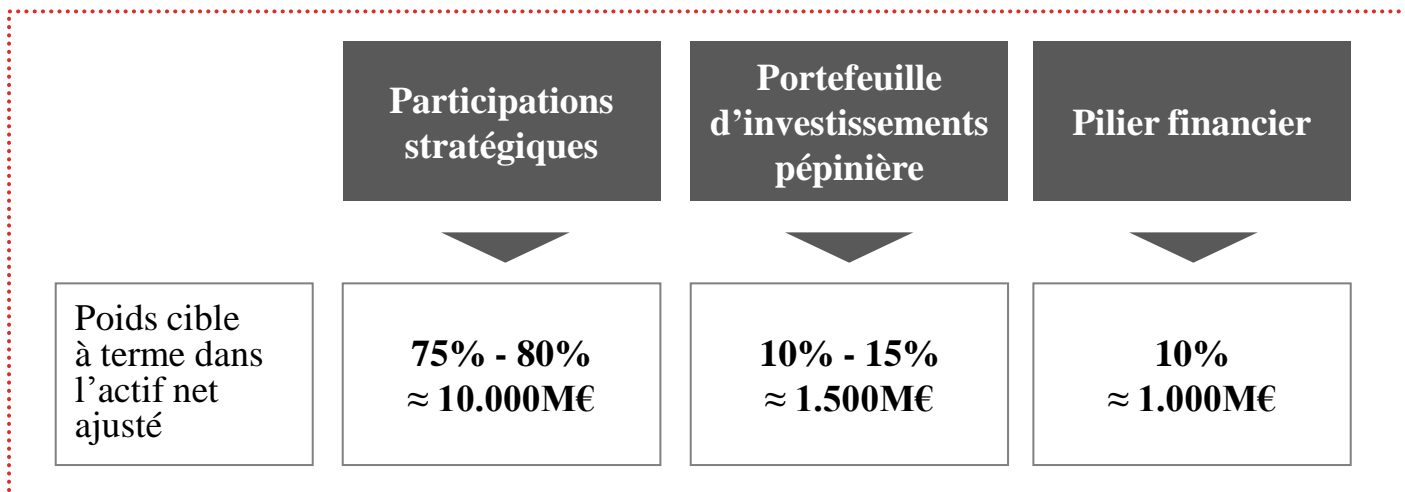 Participations
stratégiques
Portefeuille
d’investissements
pépinière
Pilier financier
Poids cible
à terme dans
l’actif net
ajusté
75% - 80%
≈ 10.000M€
10% - 15%
≈ 1.500M€
10%
≈ 1.000M€